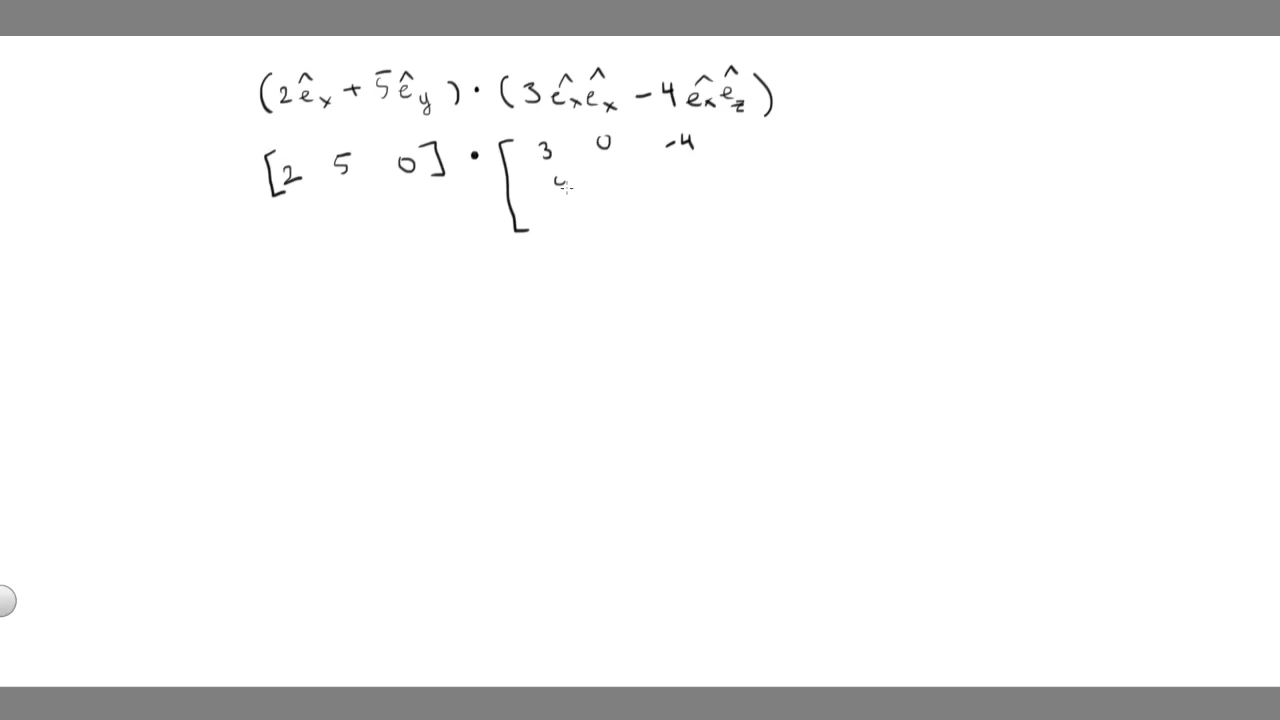 (2ê_x + 5ê_y) · (3ê_xê_x − 4ê_xê_z)
[2 5 0] · [3 0 -4